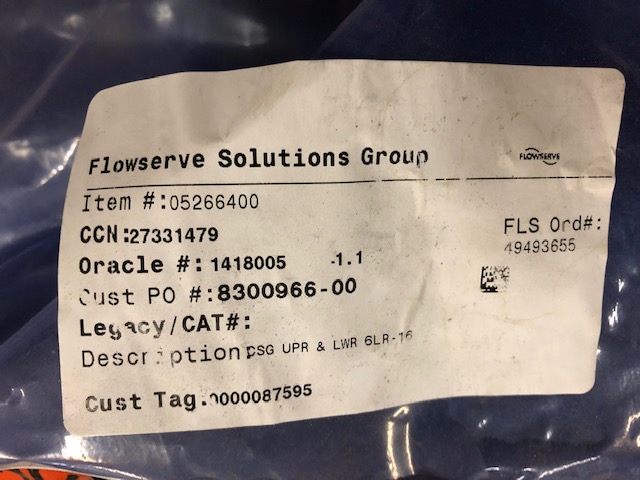 Flowserve Solutions Group
FLOWSERVE
Item #:05266400
CCN:27331479
Oracle #: 1418005 -1.1
Cust PO #:8300966-00
Legacy/CAT#:
Description:CSG UPR & LWR 6LR-16
Cust Tag.0000087595
FLS Ord#:
49493655